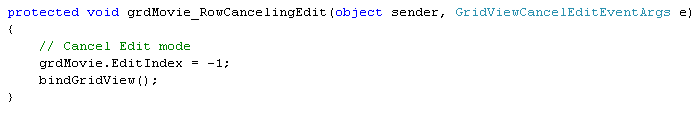 protected void grdMovie_RowCancelingEdit(object sender, GridViewCancelEditEventArgs e)
{
    // Cancel Edit mode
    grdMovie.EditIndex = -1;
    bindGridView();
}